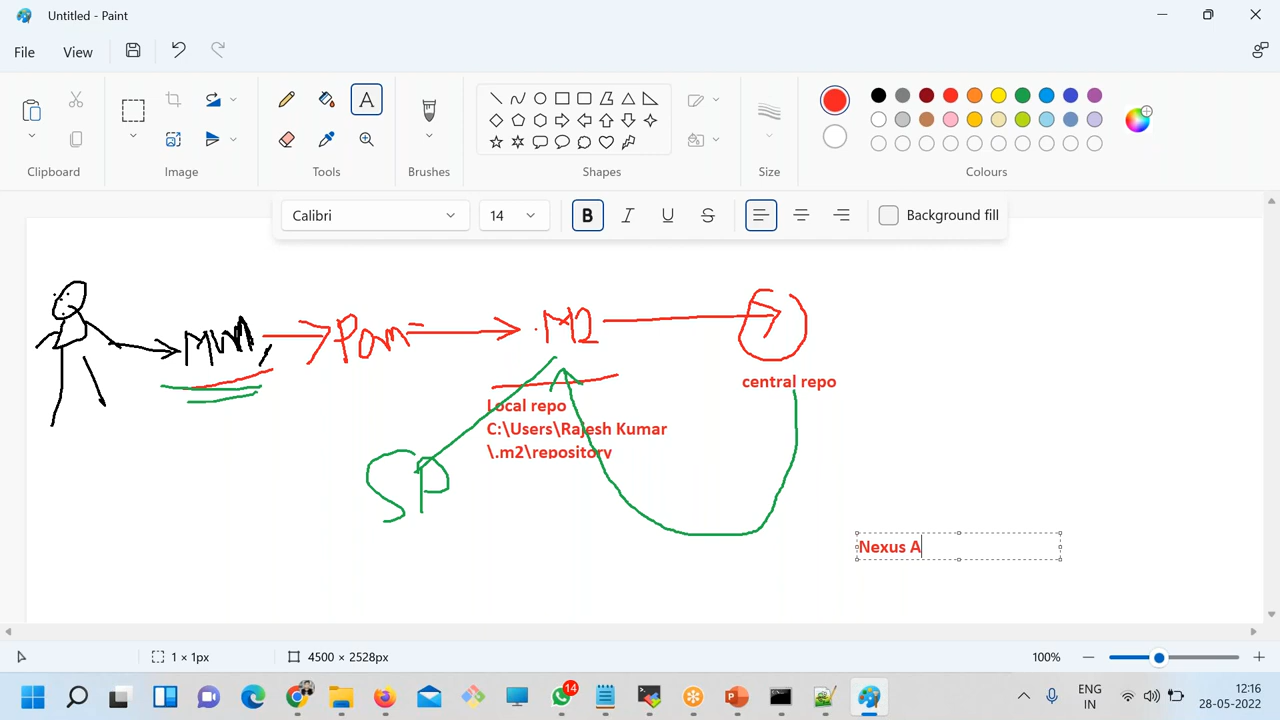 Untitled - Paint
File
View
Clipboard
Image
Tools
Brushes
Shapes
Size
Colours
Calibri
14
B
I
U
S
Background fill
MVN,
Pom
.M2
central repo
Local repo
C:\Users\Rajesh Kumar
\.m2\repository
SP
Nexus A
1 × 1px
4500 × 2528px
100%
14
ENG
IN
12:16
28-05-2022